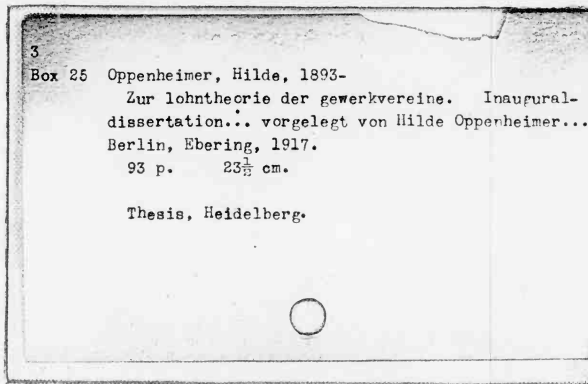 3
Box 25 Oppenheimer, Hilde, 1893-
Zur lohntheorie der gewerkvereine. Inaugural-
dissertation... vorgelegt von Hilde Oppenheimer...
Berlin, Ebering, 1917.
93 p. 23½ cm.
Thesis, Heidelberg.